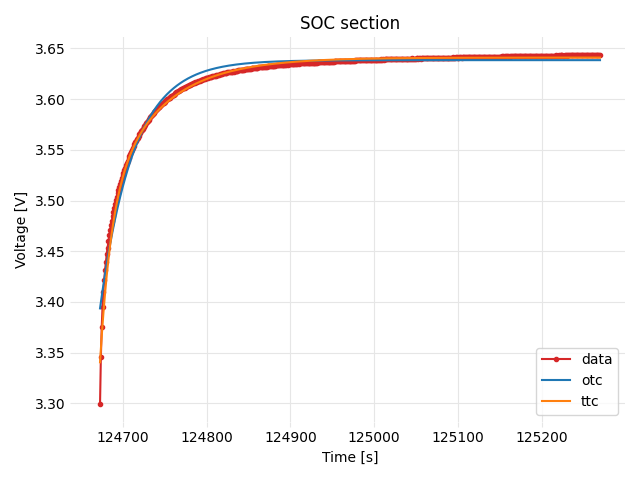 SOC section
Voltage [V]
3.65
3.60
3.55
3.50
3.45
3.40
3.35
3.30
data
otc
ttc
124700 124800 124900 125000 125100 125200
Time [s]